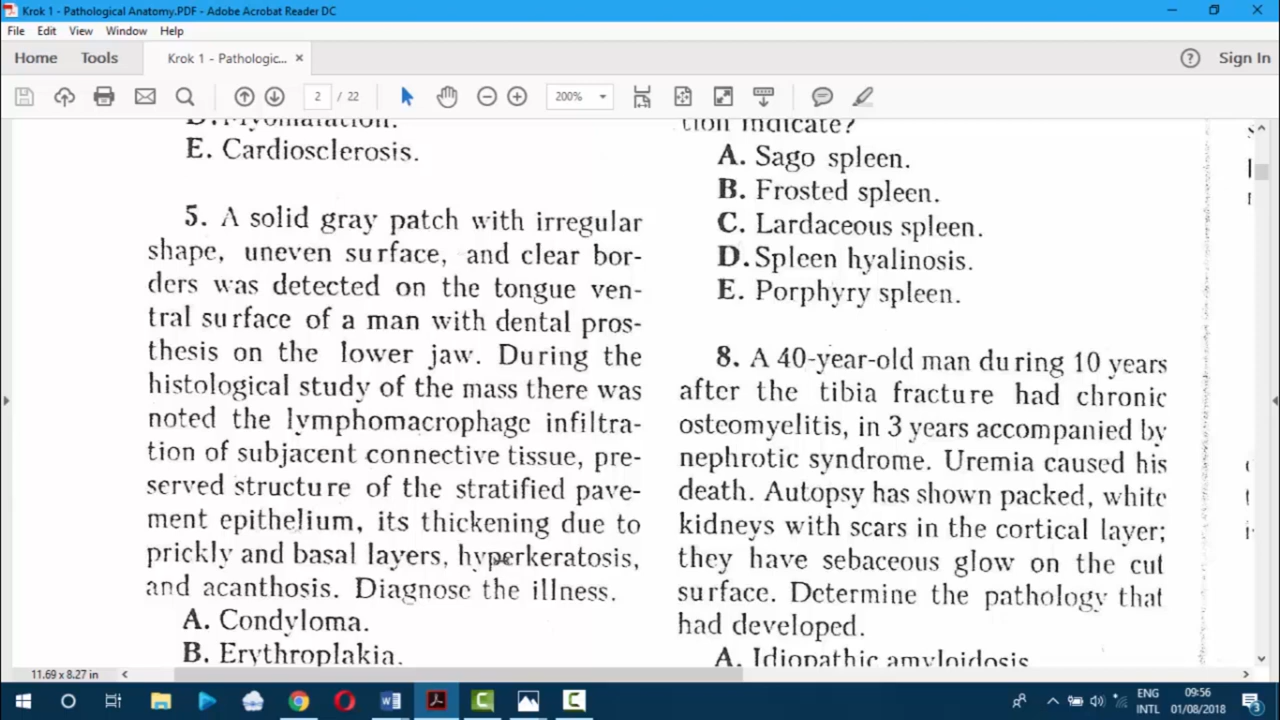 Krok 1 - Pathological Anatomy.PDF - Adobe Acrobat Reader DC
File Edit View Window Help
Home Tools Krok 1 - Pathologic... × Sign In
2 / 22 200%
E. Cardiosclerosis.
5. A solid gray patch with irregular
shape, uneven surface, and clear bor-
ders was detected on the tongue ven-
tral surface of a man with dental pros-
thesis on the lower jaw. During the
histological study of the mass there was
noted the lymphomacrophage infiltra-
tion of subjacent connective tissue, pre-
served structure of the stratified pave-
ment epithelium, its thickening due to
prickly and basal layers, hyperkeratosis,
and acanthosis. Diagnose the illness.
A. Condyloma.
B. Erythroplakia.
tion indicate?
A. Sago spleen.
B. Frosted spleen.
C. Lardaceous spleen.
D. Spleen hyalinosis.
E. Porphyry spleen.
8. A 40-year-old man during 10 years
after the tibia fracture had chronic
osteomyelitis, in 3 years accompanied by
nephrotic syndrome. Uremia caused his
death. Autopsy has shown packed, white
kidneys with scars in the cortical layer;
they have sebaceous glow on the cut
surface. Determine the pathology that
had developed.
A. Idiopathic amyloidosis
11.69 x 8.27 in
ENG 09:56
INTL 01/08/2018
3